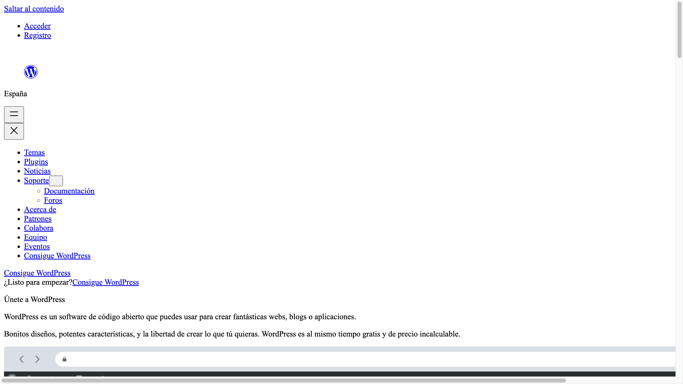 Saltar al contenido
Acceder
Registro
España
Temas
Plugins
Noticias
Soporte
Documentación
Foros
Acerca de
Patrones
Colabora
Equipo
Eventos
Consigue WordPress
Consigue WordPress
¿Listo para empezar?Consigue WordPress
Únete a WordPress
WordPress es un software de código abierto que puedes usar para crear fantásticas webs, blogs o aplicaciones.
Bonitos diseños, potentes características, y la libertad de crear lo que tú quieras. WordPress es al mismo tiempo gratis y de precio incalculable.